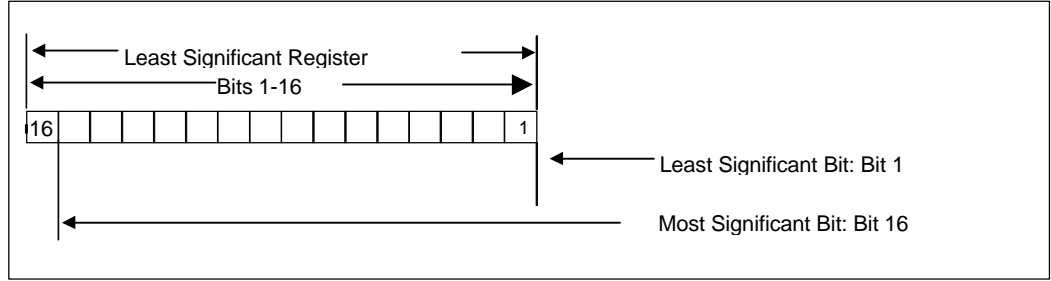 Least Significant Register
Bits 1-16
16 1
Least Significant Bit: Bit 1
Most Significant Bit: Bit 16